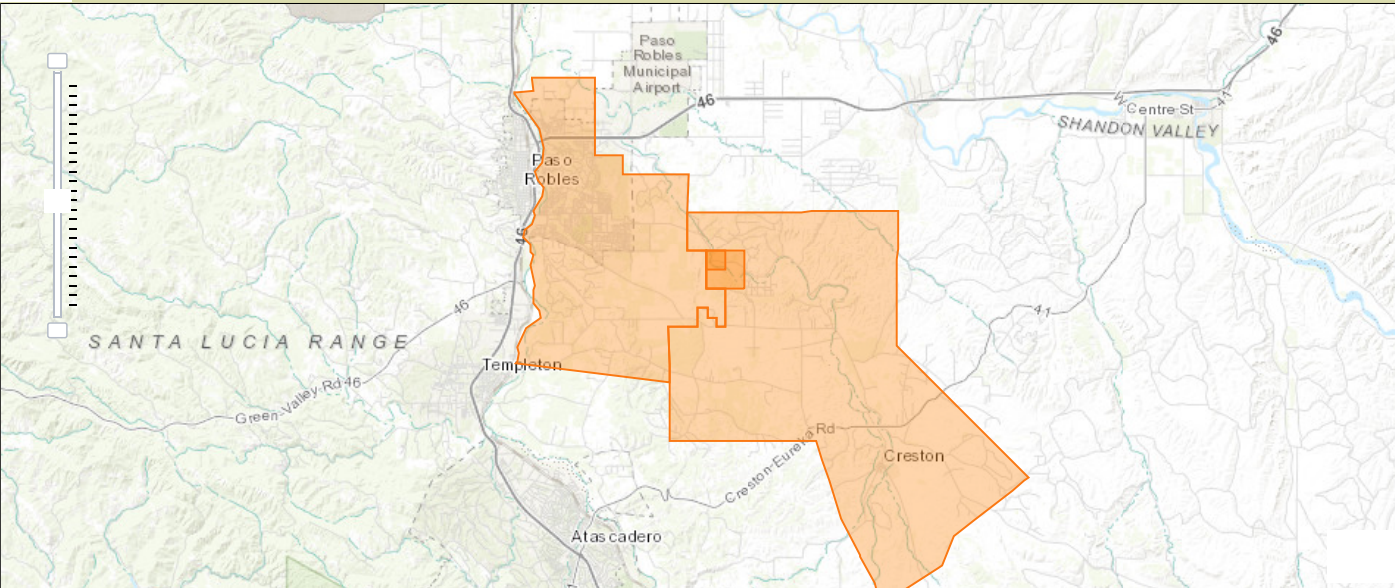 Paso
Robles
Municipal
Airport
46
46
W
Centre St
41
SHANDON VALLEY
Paso
Robles
46
46
41
SANTA LUCIA RANGE
Templeton
Green-Valley-Rd
46
Rd
Creston-Eureka
Creston
Atascadero